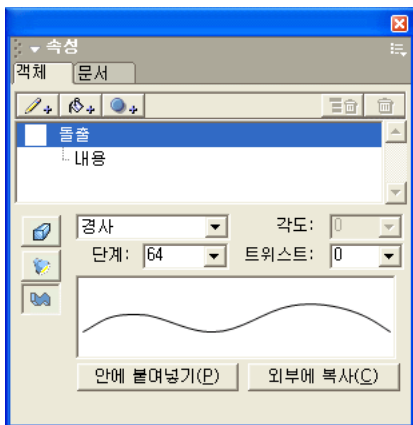 속성
객체 문서
돌출
내용
경사 각도: 0
단계: 64 트위스트: 0
안에 붙여넣기(P) 외부에 복사(C)